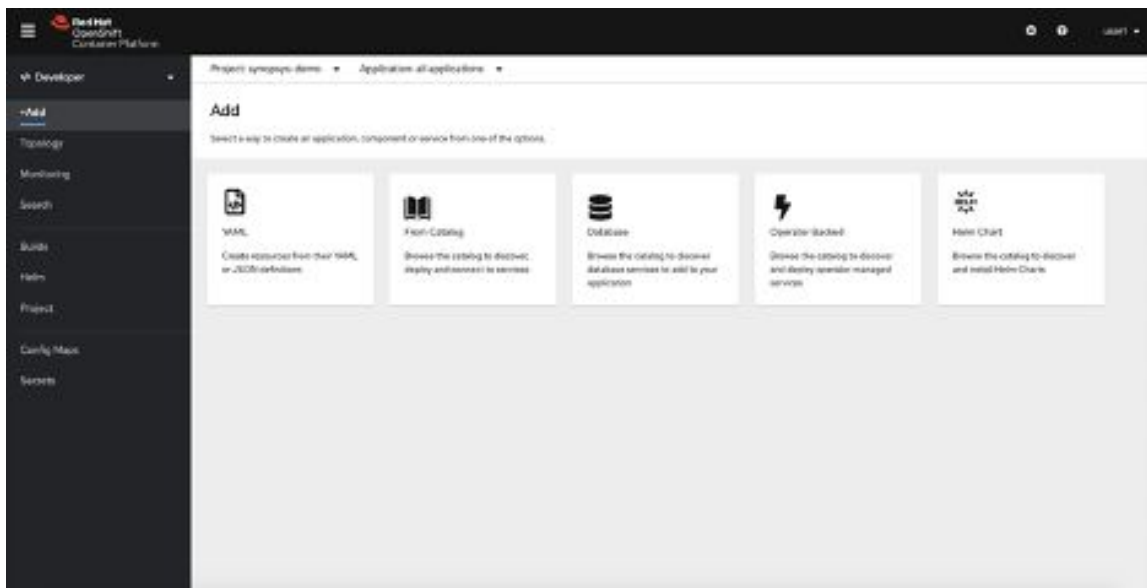 Red Hat
OpenShift
Container Platform
user1
</> Developer
Project: synopsys-demo
Application: all applications
+Add
Topology
Monitoring
Search
Builds
Helm
Project
Config Maps
Secrets
Add
Select a way to create an application, component or service from one of the options.
YAML
Create resources from their YAML
or JSON definitions
From Catalog
Browse the catalog to discover,
deploy and connect to services
Database
Browse the catalog to discover
database services to add to your
application
Operator Backed
Browse the catalog to discover
and deploy operator managed
services
HELM
Helm Chart
Browse the catalog to discover
and install Helm Charts